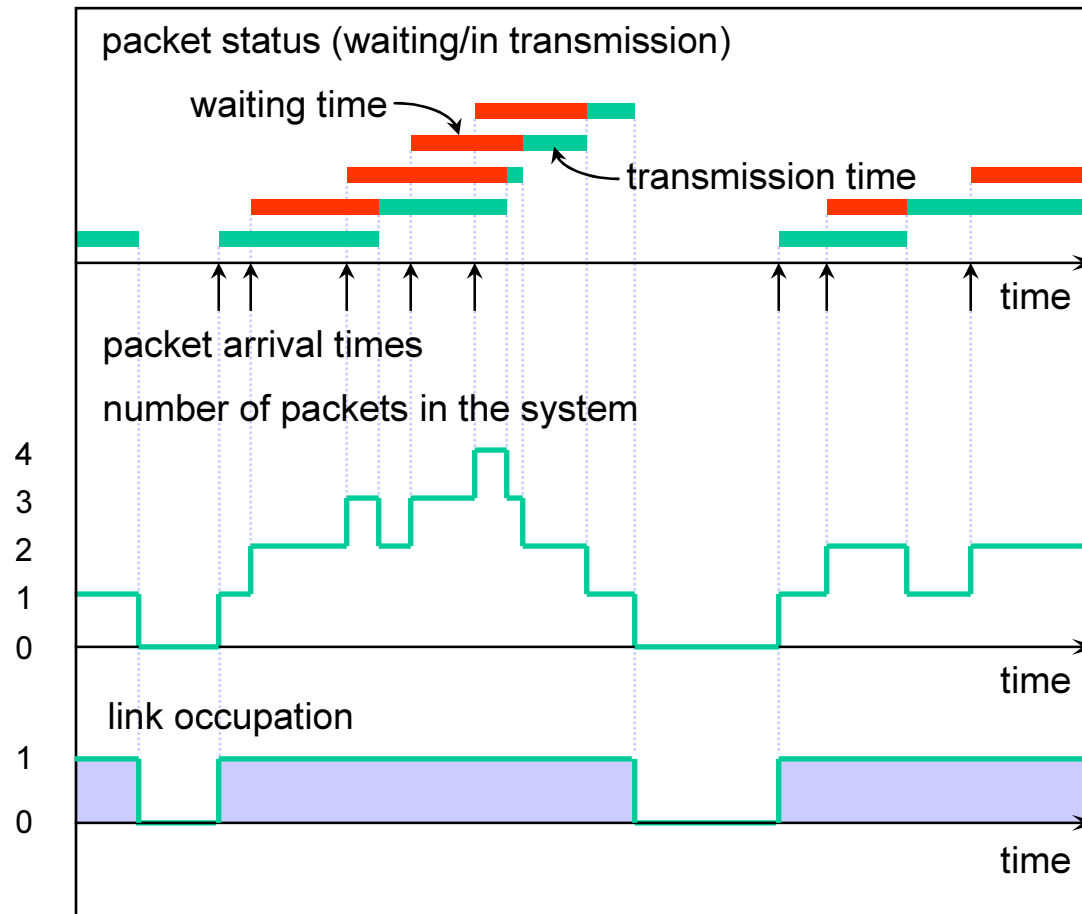 packet status (waiting/in transmission)
waiting time
transmission time
time
packet arrival times
number of packets in the system
4
3
2
1
0
time
link occupation
1
0
time